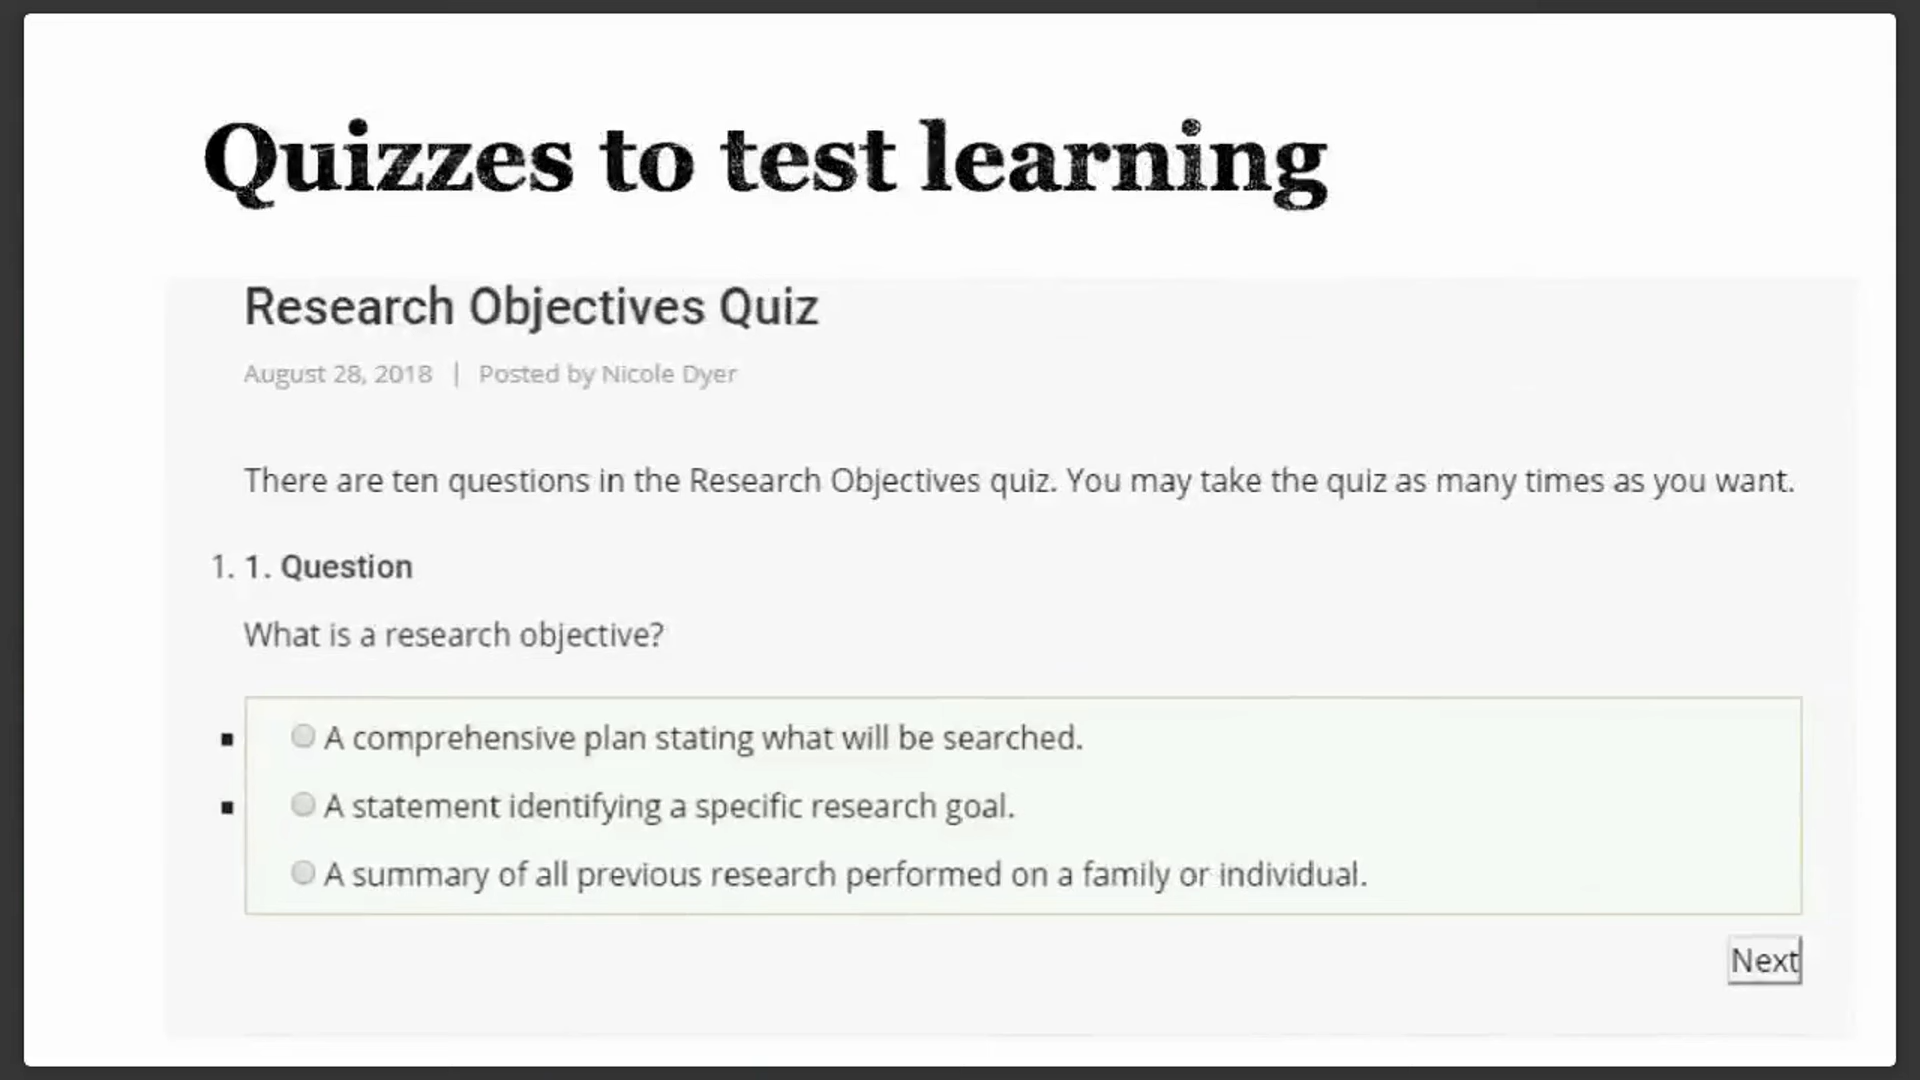 Quizzes to test learning
Research Objectives Quiz
August 28, 2018 | Posted by Nicole Dyer
There are ten questions in the Research Objectives quiz. You may take the quiz as many times as you want.
1. 1. Question
What is a research objective?
A comprehensive plan stating what will be searched.
A statement identifying a specific research goal.
A summary of all previous research performed on a family or individual.
Next